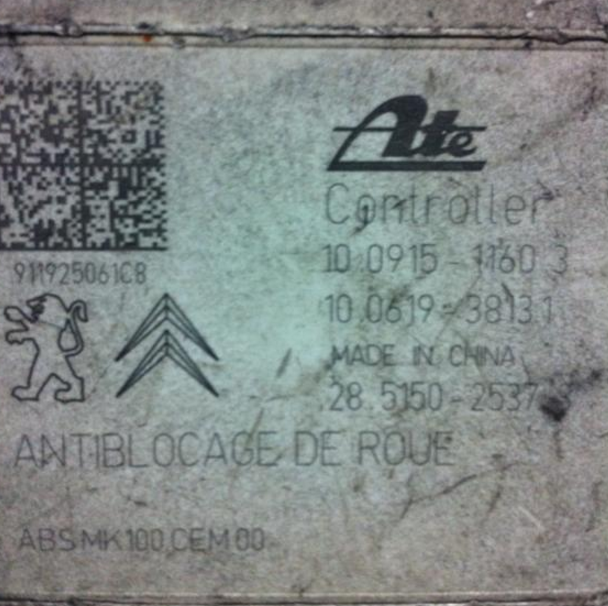 Ate
Controller
10.0915-1160.3
10.0619-3813.1
MADE IN CHINA
28.5150-2537
911925061CB
ANTIBLOCAGE DE ROUE
ABS MK100,CEM 00